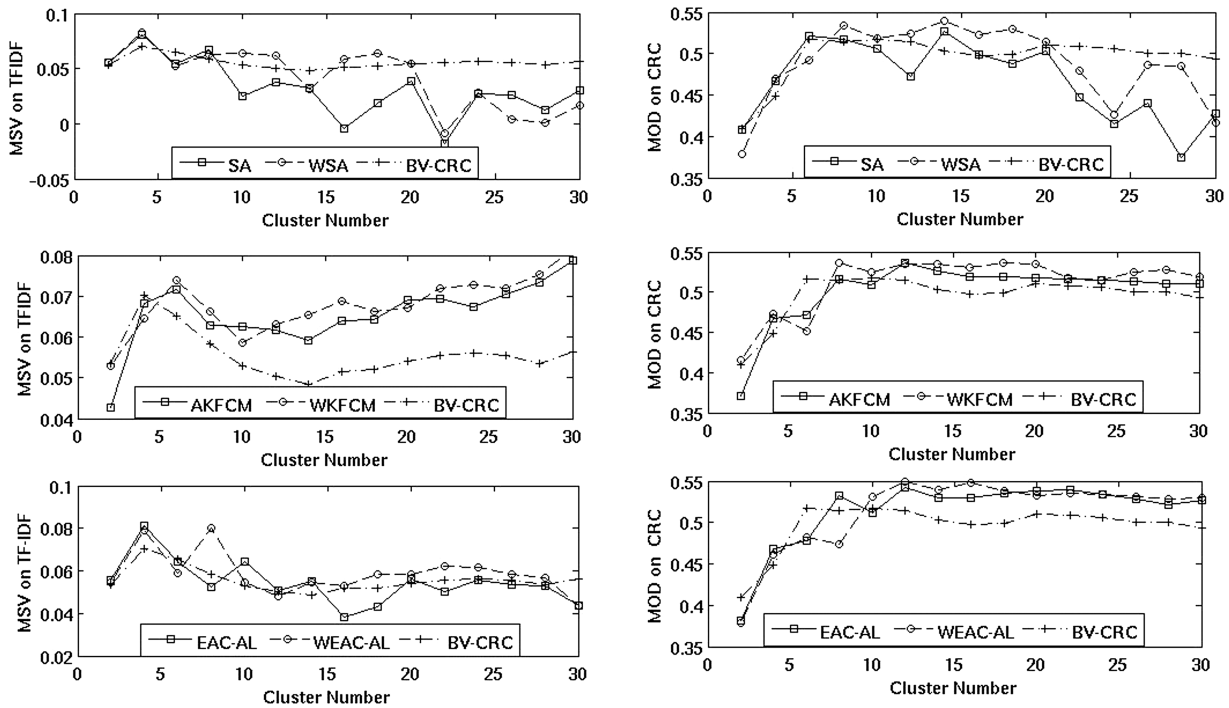 MSV on TFIDF
0.1
0.05
0
-0.05
0 5 10 15 20 25 30
SA WSA BV-CRC
Cluster Number
MOD on CRC
0.55
0.5
0.45
0.4
0.35
0 5 10 15 20 25 30
SA WSA BV-CRC
Cluster Number
MSV on TFIDF
0.08
0.07
0.06
0.05
0.04
0 5 10 15 20 25 30
AKFCM WKFCM BV-CRC
Cluster Number
MOD on CRC
0.55
0.5
0.45
0.4
0.35
0 5 10 15 20 25 30
AKFCM WKFCM BV-CRC
Cluster Number
MSV on TF-IDF
0.1
0.08
0.06
0.04
0.02
0 5 10 15 20 25 30
EAC-AL WEAC-AL BV-CRC
Cluster Number
MOD on CRC
0.55
0.5
0.45
0.4
0.35
0 5 10 15 20 25 30
EAC-AL WEAC-AL BV-CRC
Cluster Number